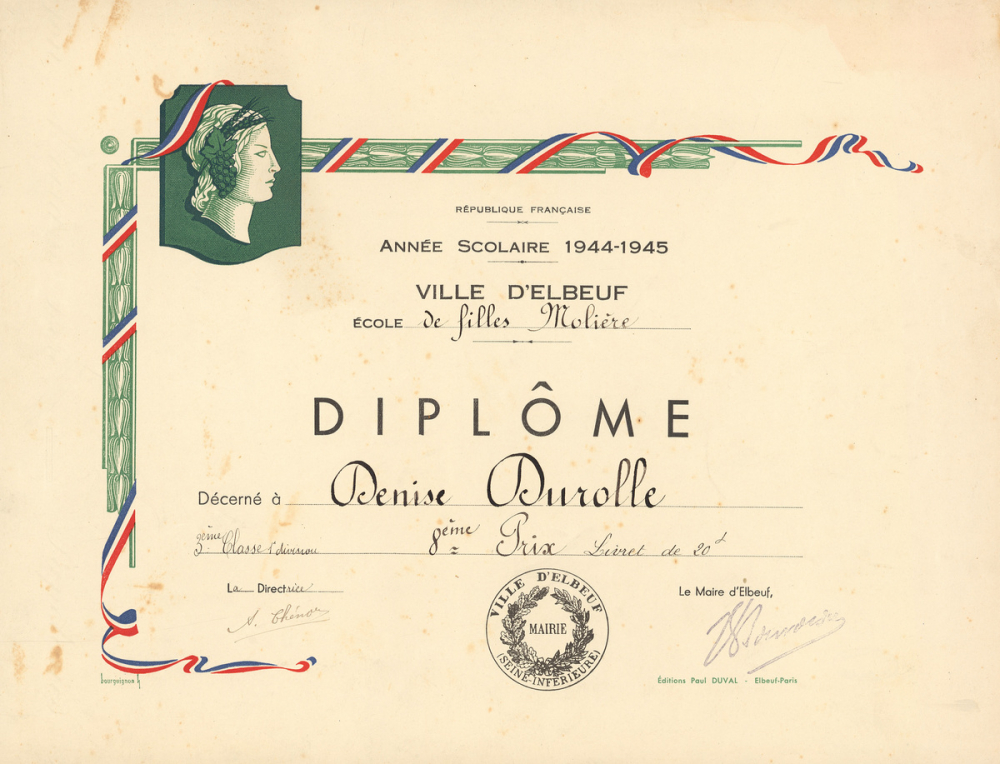 RÉPUBLIQUE FRANÇAISE
ANNÉE SCOLAIRE 1944-1945
VILLE D'ELBEUF
ÉCOLE de filles Molière
DIPLÔME
Décerné à Denise Durolle
Classe 1ère division 8ème Prix Livret de 20f
La Directrice
Le Maire d'Elbeuf,
A. Thénon
VILLE D'ELBEUF
MAIRIE
(SEINE-INFÉRIEURE)
bourguignon
Éditions Paul DUVAL - Elbeuf-Paris